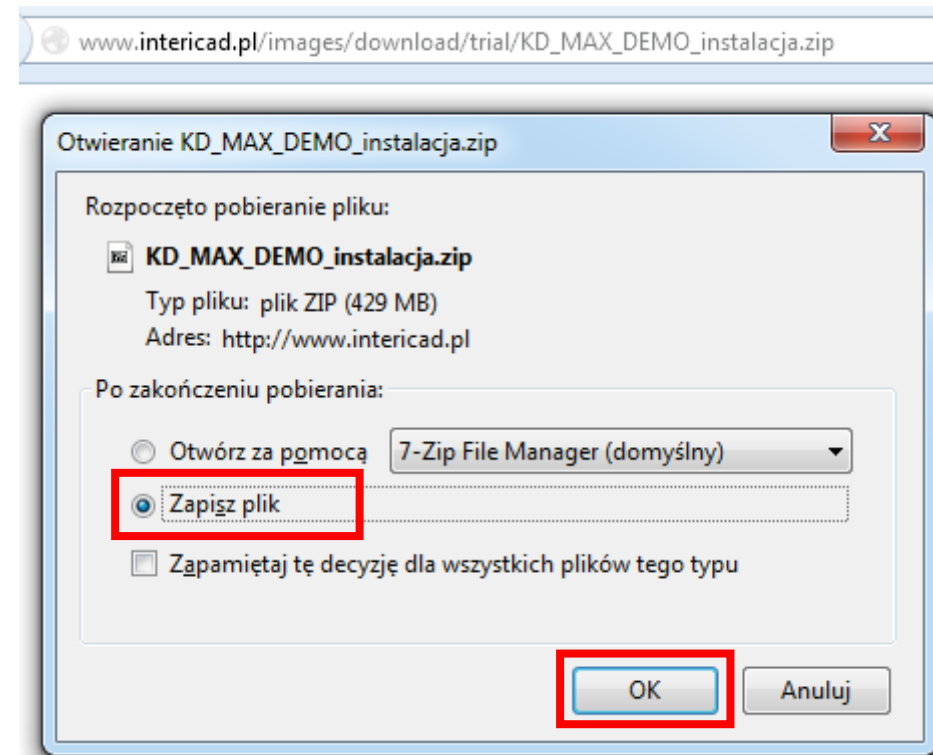 www.intericad.pl/images/download/trial/KD_MAX_DEMO_instalacja.zip
Otwieranie KD_MAX_DEMO_instalacja.zip
Rozpoczęto pobieranie pliku:
KD_MAX_DEMO_instalacja.zip
Typ pliku: plik ZIP (429 MB)
Adres: http://www.intericad.pl
Po zakończeniu pobierania:
Otwórz za pomocą 7-Zip File Manager (domyślny)
Zapisz plik
Zapamiętaj tę decyzję dla wszystkich plików tego typu
OK Anuluj